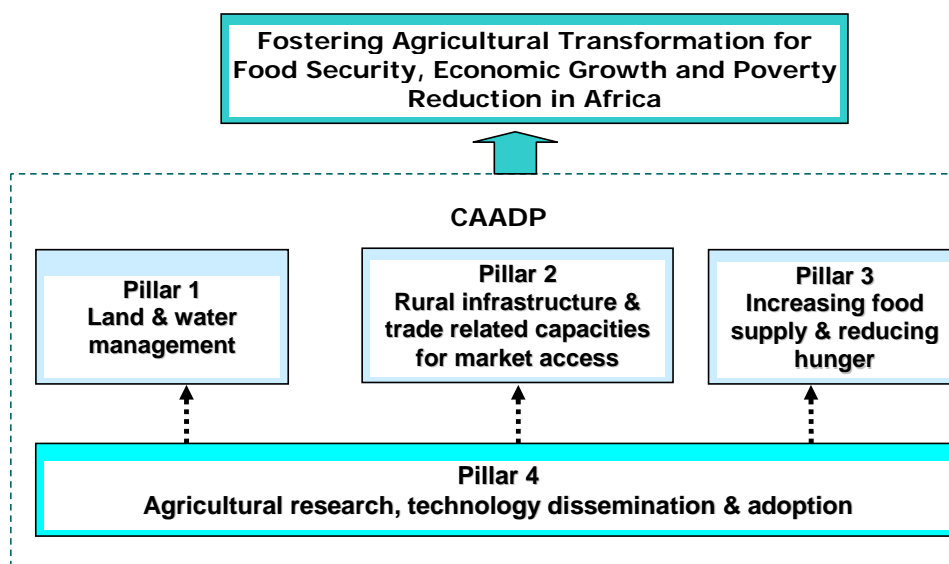 Fostering Agricultural Transformation for
Food Security, Economic Growth and Poverty
Reduction in Africa
CAADP
Pillar 1
Land & water
management
Pillar 2
Rural infrastructure &
trade related capacities
for market access
Pillar 3
Increasing food
supply & reducing
hunger
Pillar 4
Agricultural research, technology dissemination & adoption